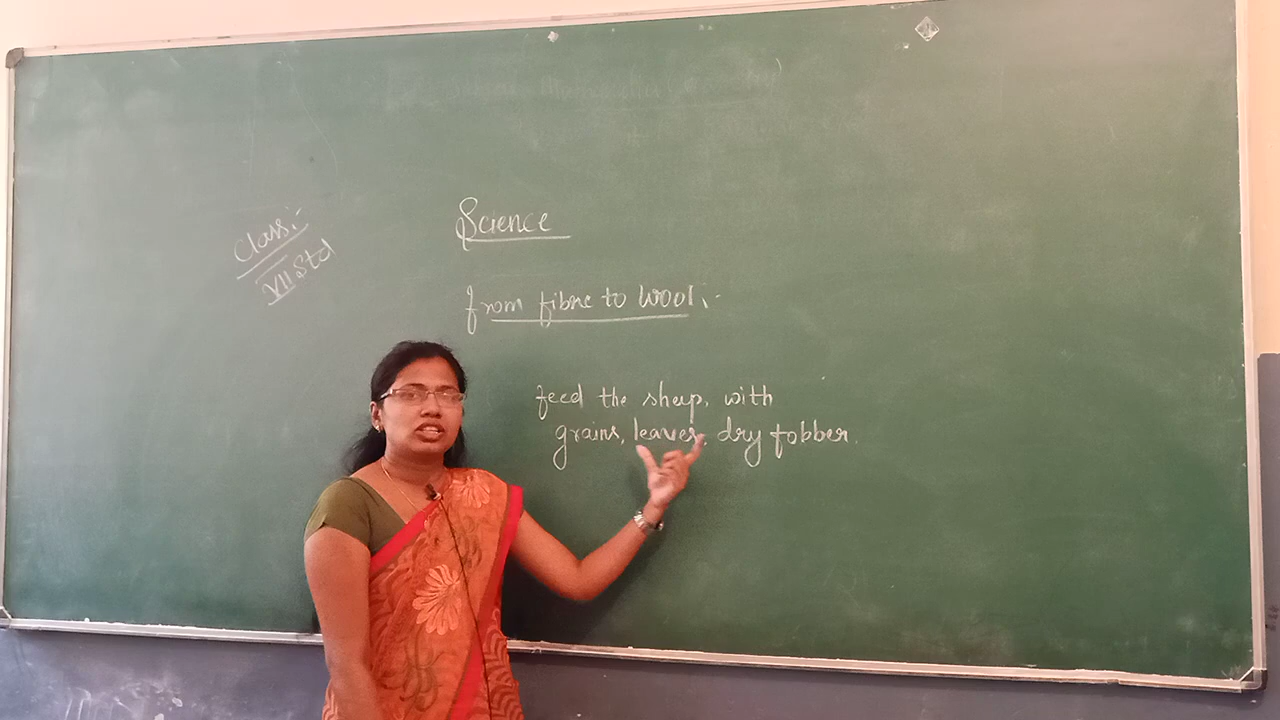 Class:-
VII Std
Science
from fibre to wool:-
feed the sheep, with
grains, leaves, dry fobber.